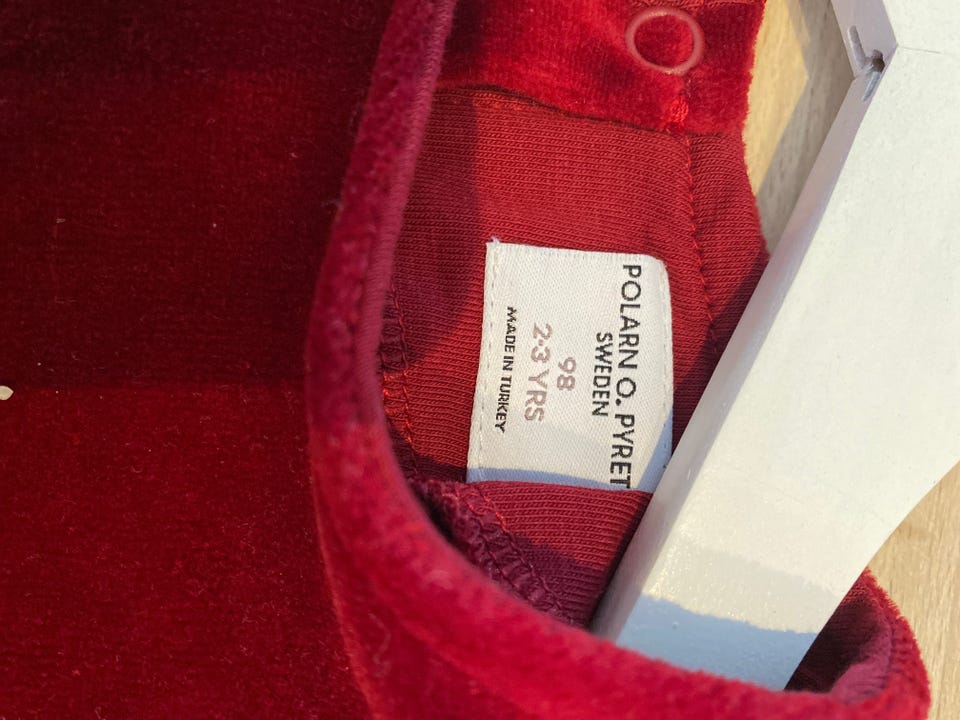 POLARN O. PYRET
SWEDEN
98
2-3 YRS
MADE IN TURKEY